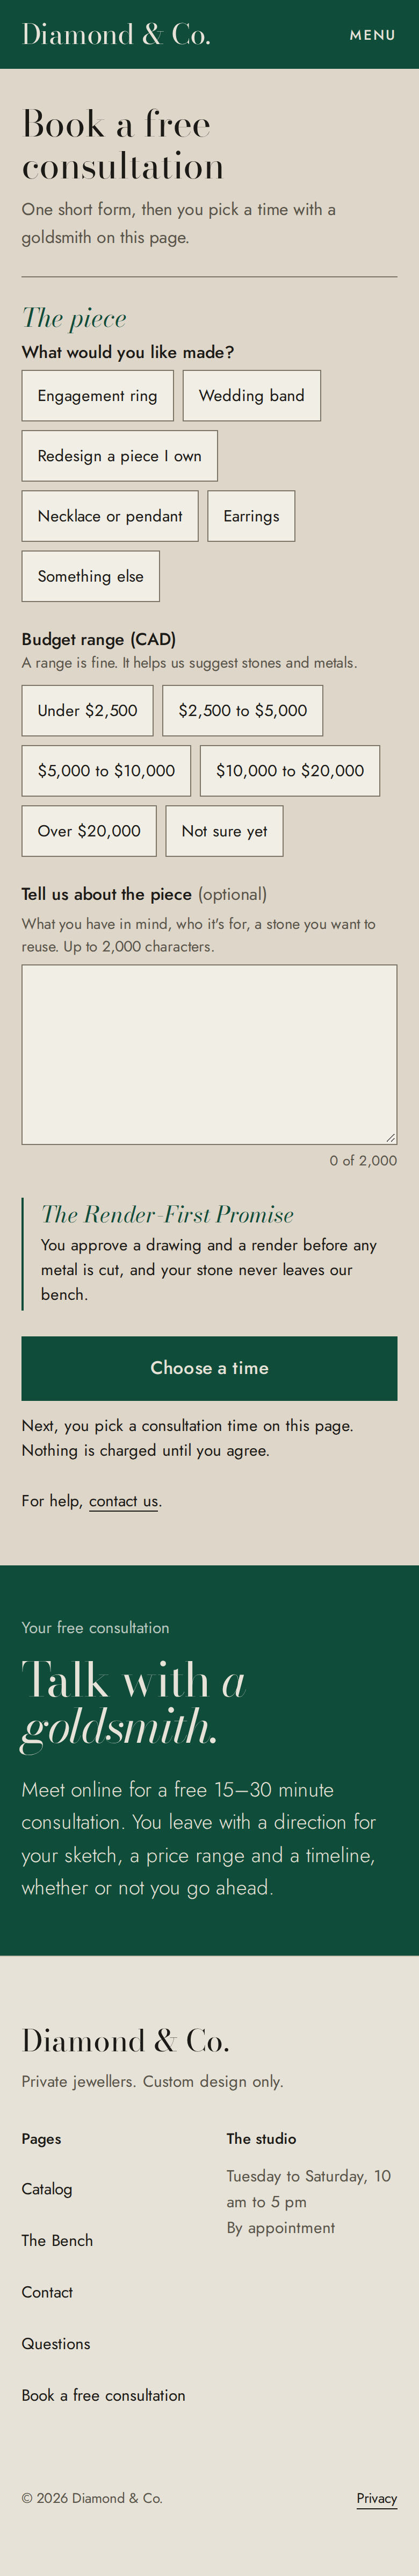 Diamond & Co.
MENU
Book a free
consultation
One short form, then you pick a time with a
goldsmith on this page.
The piece
What would you like made?
Engagement ring
Wedding band
Redesign a piece I own
Necklace or pendant
Earrings
Something else
Budget range (CAD)
A range is fine. It helps us suggest stones and metals.
Under $2,500
$2,500 to $5,000
$5,000 to $10,000
$10,000 to $20,000
Over $20,000
Not sure yet
Tell us about the piece (optional)
What you have in mind, who it's for, a stone you want to
reuse. Up to 2,000 characters.
0 of 2,000
The Render-First Promise
You approve a drawing and a render before any
metal is cut, and your stone never leaves our
bench.
Choose a time
Next, you pick a consultation time on this page.
Nothing is charged until you agree.
For help, contact us.
Your free consultation
Talk with a
goldsmith.
Meet online for a free 15–30 minute
consultation. You leave with a direction for
your sketch, a price range and a timeline,
whether or not you go ahead.
Diamond & Co.
Private jewellers. Custom design only.
Pages
Catalog
The Bench
Contact
Questions
Book a free consultation
The studio
Tuesday to Saturday, 10
am to 5 pm
By appointment
© 2026 Diamond & Co.
Privacy